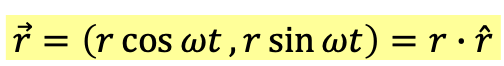 r⃗ = (r cos ωt , r sin ωt) = r · r̂